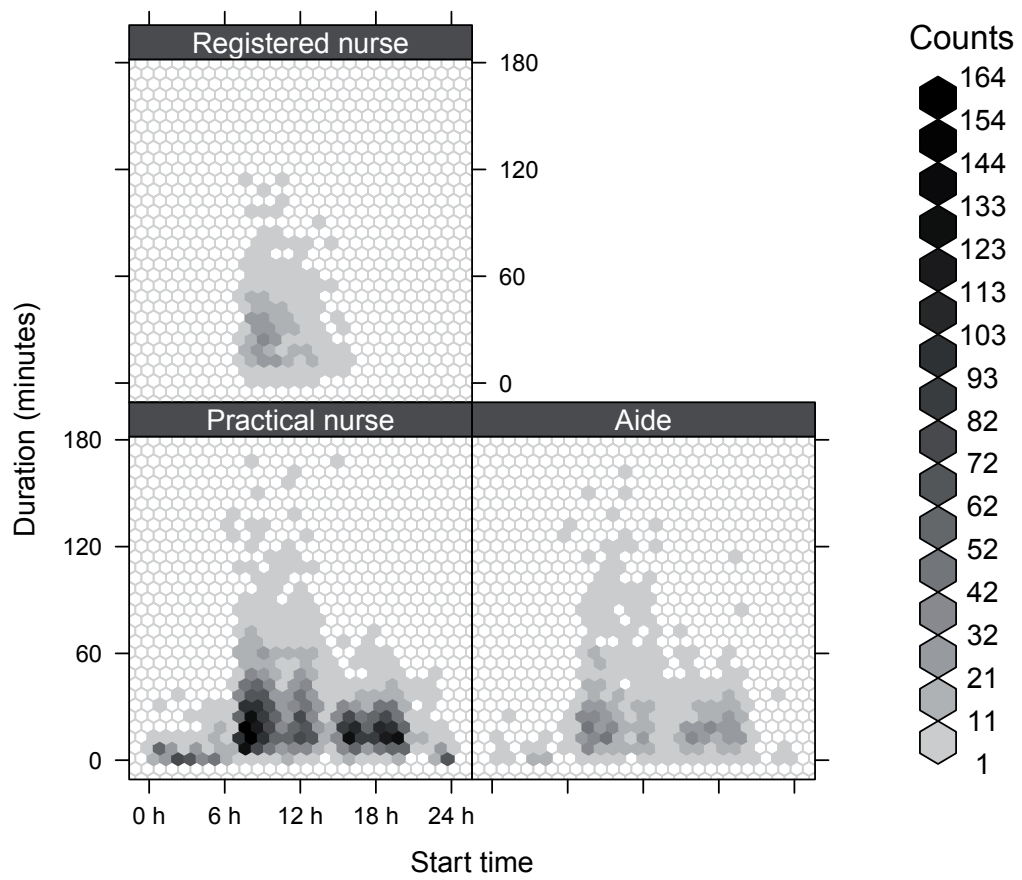 Registered nurse
Counts
180
120
60
0
Practical nurse
Aide
180
120
60
0
0 h
6 h
12 h
18 h
24 h
Start time
Duration (minutes)
164
154
144
133
123
113
103
93
82
72
62
52
42
32
21
11
1